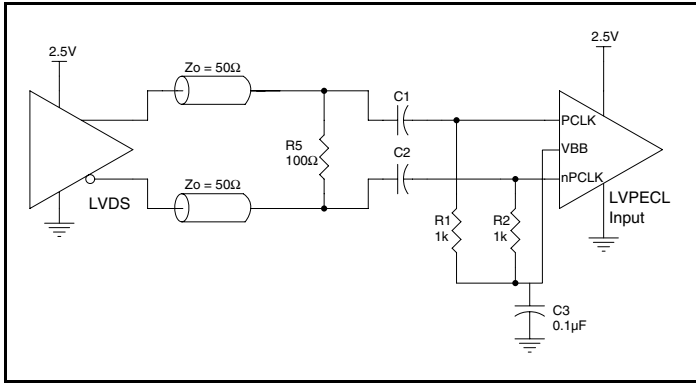 2.5V
2.5V
Zo = 50Ω
C1
PCLK
R5
100Ω
VBB
C2
nPCLK
Zo = 50Ω
LVDS
LVPECL
Input
R1
1k
R2
1k
C3
0.1µF